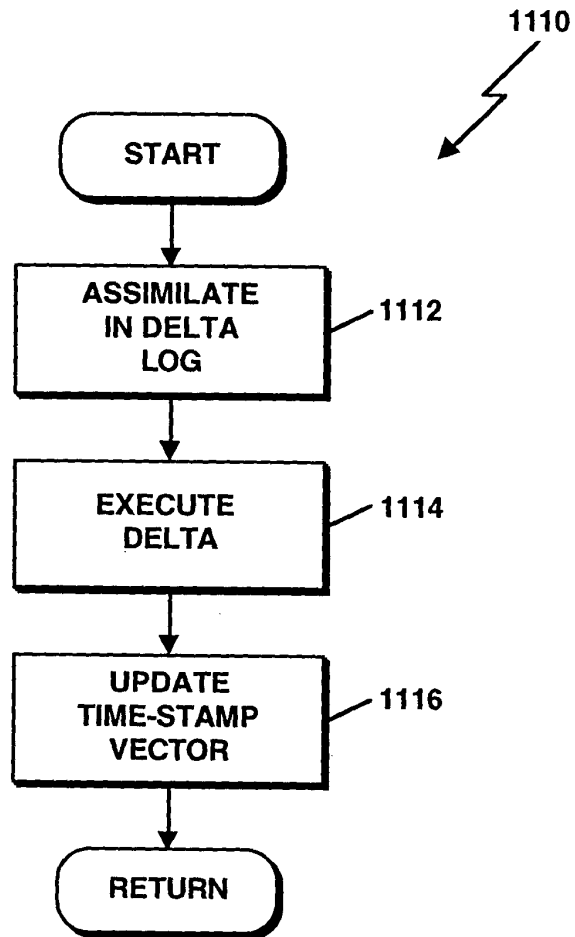 1110
START
ASSIMILATE
IN DELTA
LOG
1112
EXECUTE
DELTA
1114
UPDATE
TIME-STAMP
VECTOR
1116
RETURN